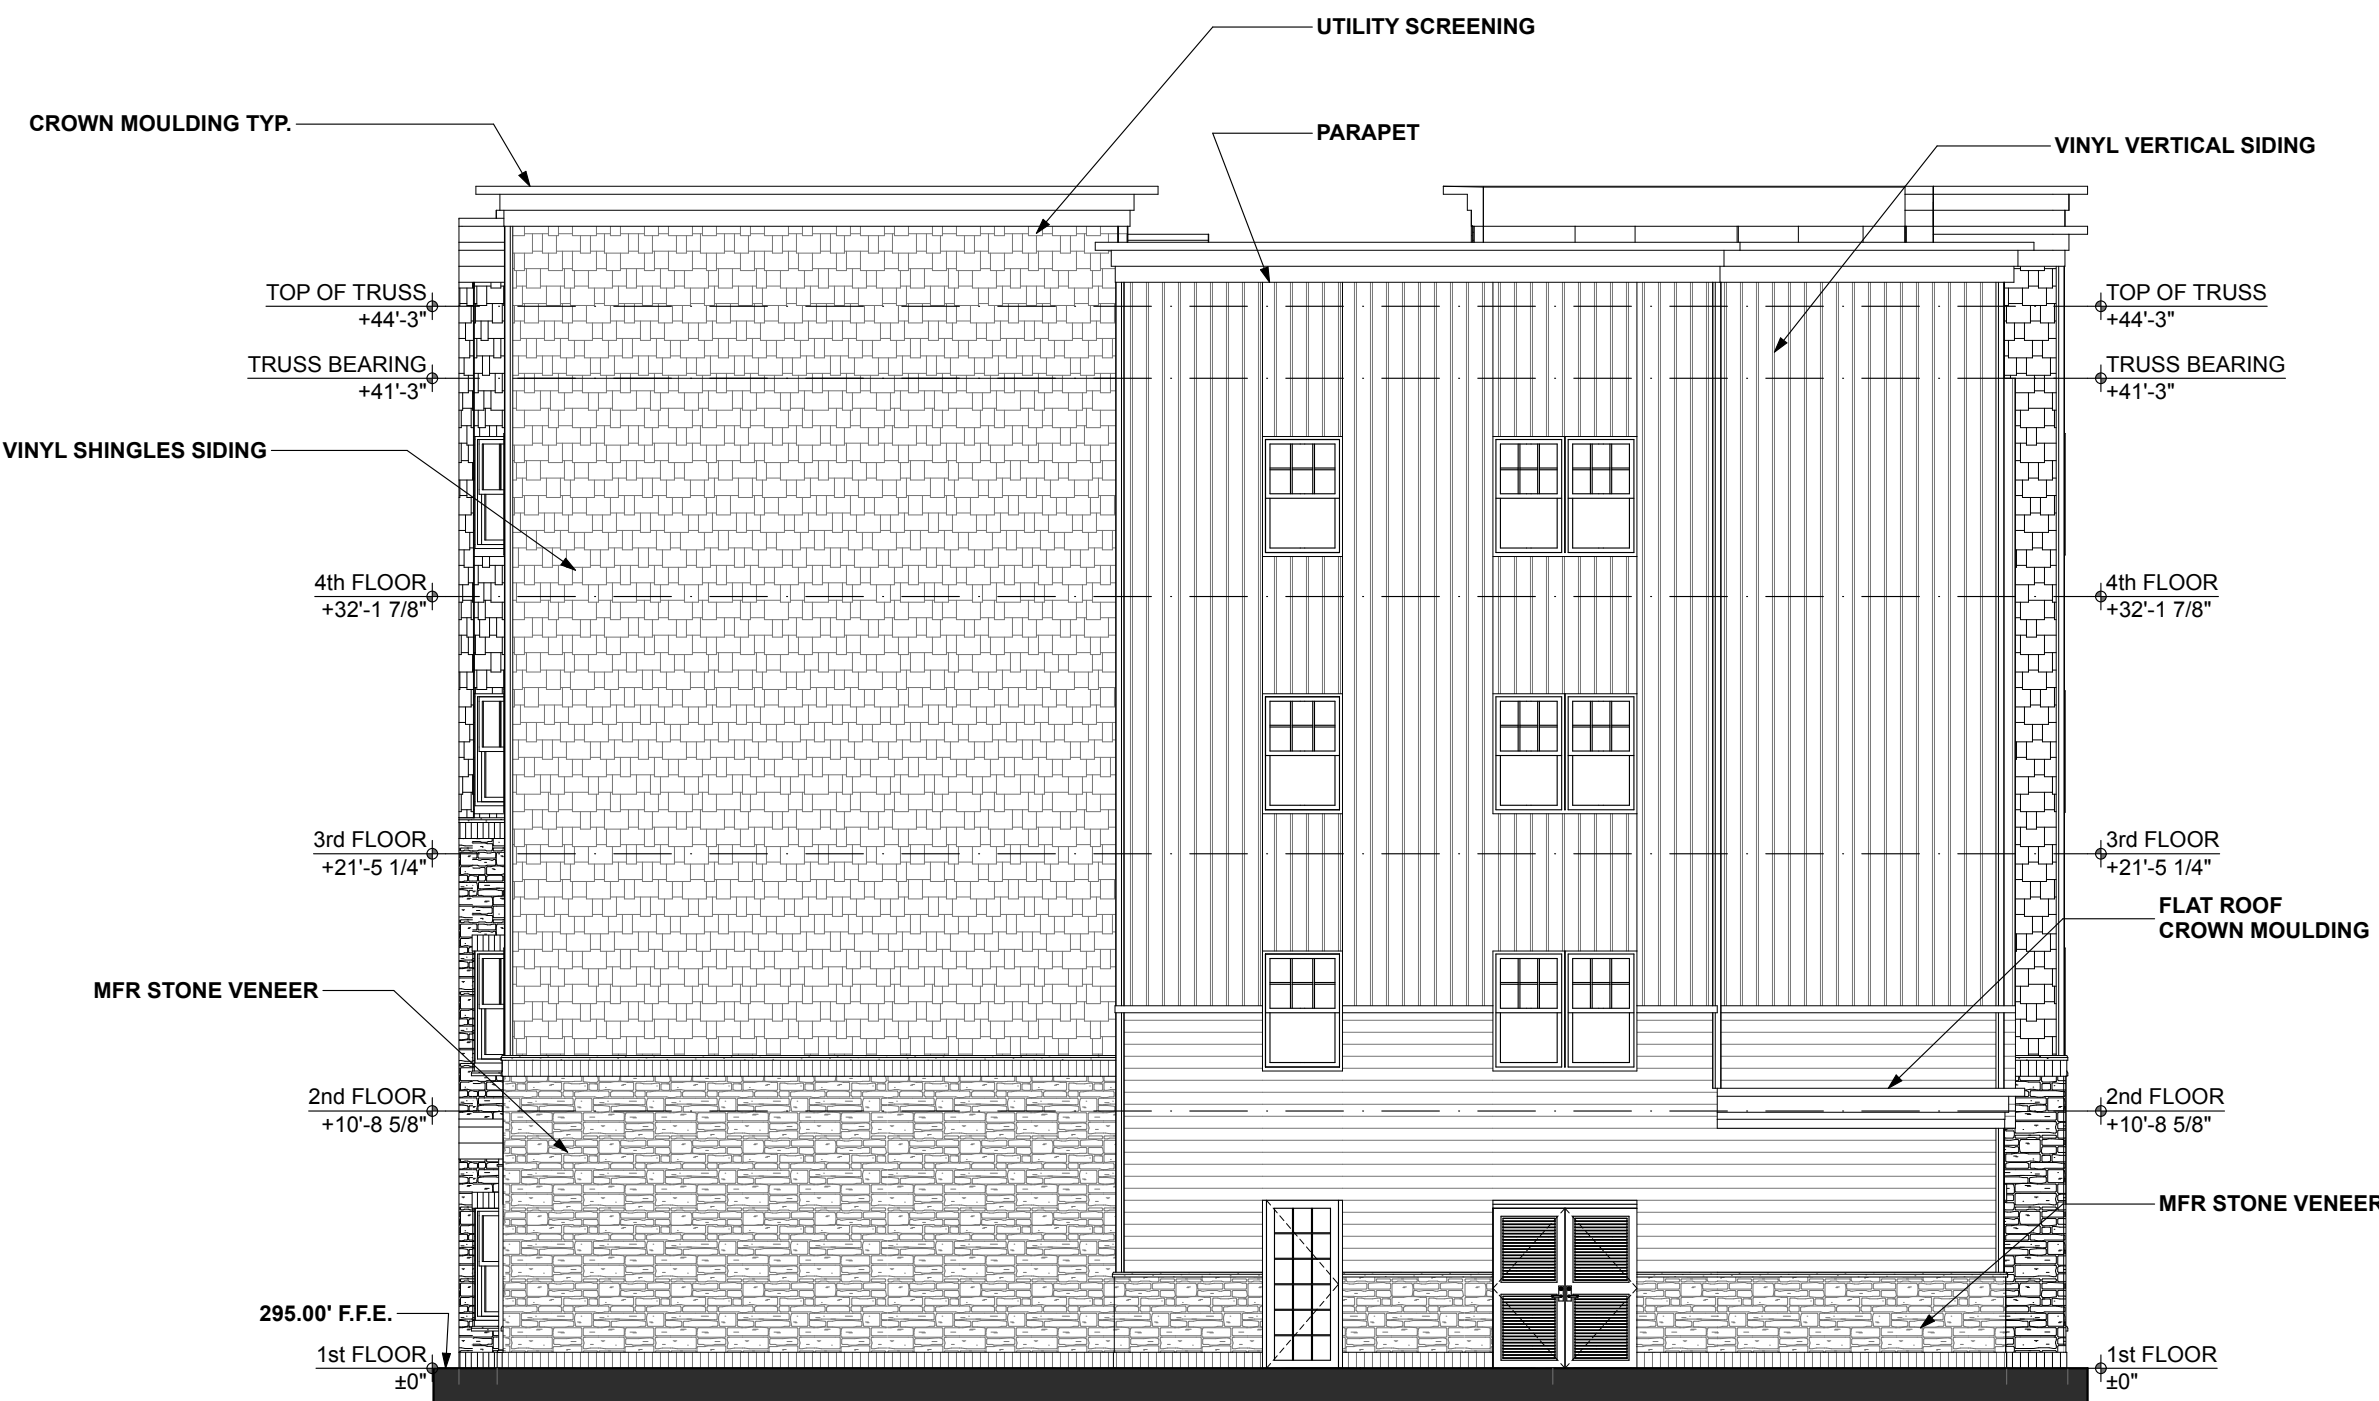 UTILITY SCREENING
CROWN MOULDING TYP.
PARAPET
VINYL VERTICAL SIDING
TOP OF TRUSS
+44'-3"
TOP OF TRUSS
+44'-3"
TRUSS BEARING
+41'-3"
TRUSS BEARING
+41'-3"
VINYL SHINGLES SIDING
4th FLOOR
+32'-1 7/8"
4th FLOOR
+32'-1 7/8"
3rd FLOOR
+21'-5 1/4"
3rd FLOOR
+21'-5 1/4"
FLAT ROOF
CROWN MOULDING
MFR STONE VENEER
2nd FLOOR
+10'-8 5/8"
2nd FLOOR
+10'-8 5/8"
MFR STONE VENEER
295.00' F.F.E.
1st FLOOR
±0"
1st FLOOR
±0"